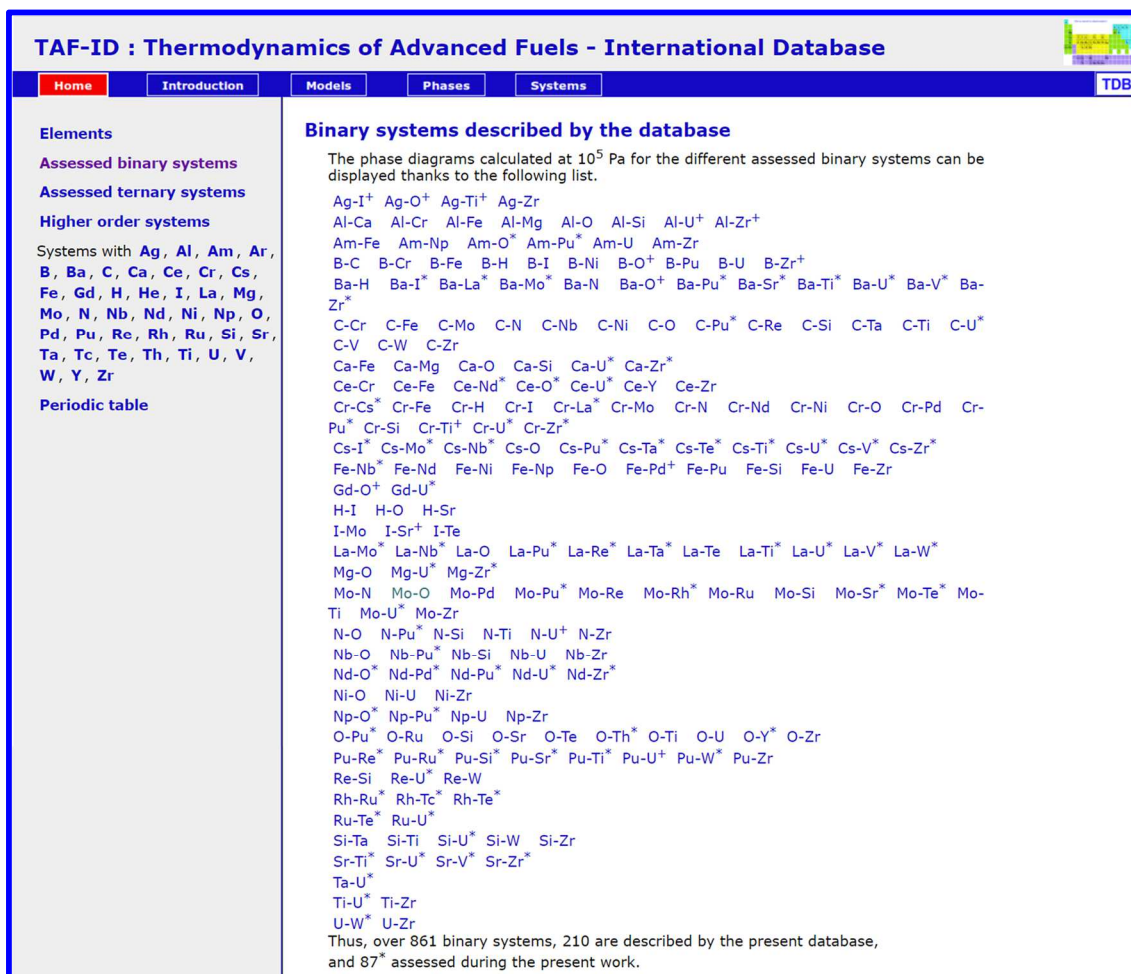 TAF-ID : Thermodynamics of Advanced Fuels - International Database
Home Introduction Models Phases Systems TDB
Elements
Assessed binary systems
Assessed ternary systems
Higher order systems
Systems with Ag, Al, Am, Ar,
B, Ba, C, Ca, Ce, Cr, Cs,
Fe, Gd, H, He, I, La, Mg,
Mo, N, Nb, Nd, Ni, Np, O,
Pd, Pu, Re, Rh, Ru, Si, Sr,
Ta, Tc, Te, Th, Ti, U, V,
W, Y, Zr
Periodic table
Binary systems described by the database
The phase diagrams calculated at 10⁵ Pa for the different assessed binary systems can be
displayed thanks to the following list.
Ag-I⁺ Ag-O⁺ Ag-Ti⁺ Ag-Zr
Al-Ca Al-Cr Al-Fe Al-Mg Al-O Al-Si Al-U⁺ Al-Zr⁺
Am-Fe Am-Np Am-O* Am-Pu* Am-U Am-Zr
B-C B-Cr B-Fe B-H B-I B-Ni B-O⁺ B-Pu B-U B-Zr⁺
Ba-H Ba-I* Ba-La* Ba-Mo* Ba-N Ba-O⁺ Ba-Pu* Ba-Sr* Ba-Ti* Ba-U* Ba-V* Ba-
Zr*
C-Cr C-Fe C-Mo C-N C-Nb C-Ni C-O C-Pu* C-Re C-Si C-Ta C-Ti C-U*
C-V C-W C-Zr
Ca-Fe Ca-Mg Ca-O Ca-Si Ca-U* Ca-Zr*
Ce-Cr Ce-Fe Ce-Nd* Ce-O* Ce-U* Ce-Y Ce-Zr
Cr-Cs* Cr-Fe Cr-H Cr-I Cr-La* Cr-Mo Cr-N Cr-Nd Cr-Ni Cr-O Cr-Pd Cr-
Pu* Cr-Si Cr-Ti⁺ Cr-U* Cr-Zr*
Cs-I* Cs-Mo* Cs-Nb* Cs-O Cs-Pu* Cs-Ta* Cs-Te* Cs-Ti* Cs-U* Cs-V* Cs-Zr*
Fe-Nb* Fe-Nd Fe-Ni Fe-Np Fe-O Fe-Pd⁺ Fe-Pu Fe-Si Fe-U Fe-Zr
Gd-O⁺ Gd-U*
H-I H-O H-Sr
I-Mo I-Sr⁺ I-Te
La-Mo* La-Nb* La-O La-Pu* La-Re* La-Ta* La-Te La-Ti* La-U* La-V* La-W*
Mg-O Mg-U* Mg-Zr*
Mo-N Mo-O Mo-Pd Mo-Pu* Mo-Re Mo-Rh* Mo-Ru Mo-Si Mo-Sr* Mo-Te* Mo-
Ti Mo-U* Mo-Zr
N-O N-Pu* N-Si N-Ti N-U⁺ N-Zr
Nb-O Nb-Pu* Nb-Si Nb-U Nb-Zr
Nd-O* Nd-Pd* Nd-Pu* Nd-U* Nd-Zr*
Ni-O Ni-U Ni-Zr
Np-O* Np-Pu* Np-U Np-Zr
O-Pu* O-Ru O-Si O-Sr O-Te O-Th* O-Ti O-U O-Y* O-Zr
Pu-Re* Pu-Ru* Pu-Si* Pu-Sr* Pu-Ti* Pu-U⁺ Pu-W* Pu-Zr
Re-Si Re-U* Re-W
Rh-Ru* Rh-Tc* Rh-Te*
Ru-Te* Ru-U*
Si-Ta Si-Ti Si-U* Si-W Si-Zr
Sr-Ti* Sr-U* Sr-V* Sr-Zr*
Ta-U*
Ti-U* Ti-Zr
U-W* U-Zr
Thus, over 861 binary systems, 210 are described by the present database,
and 87* assessed during the present work.